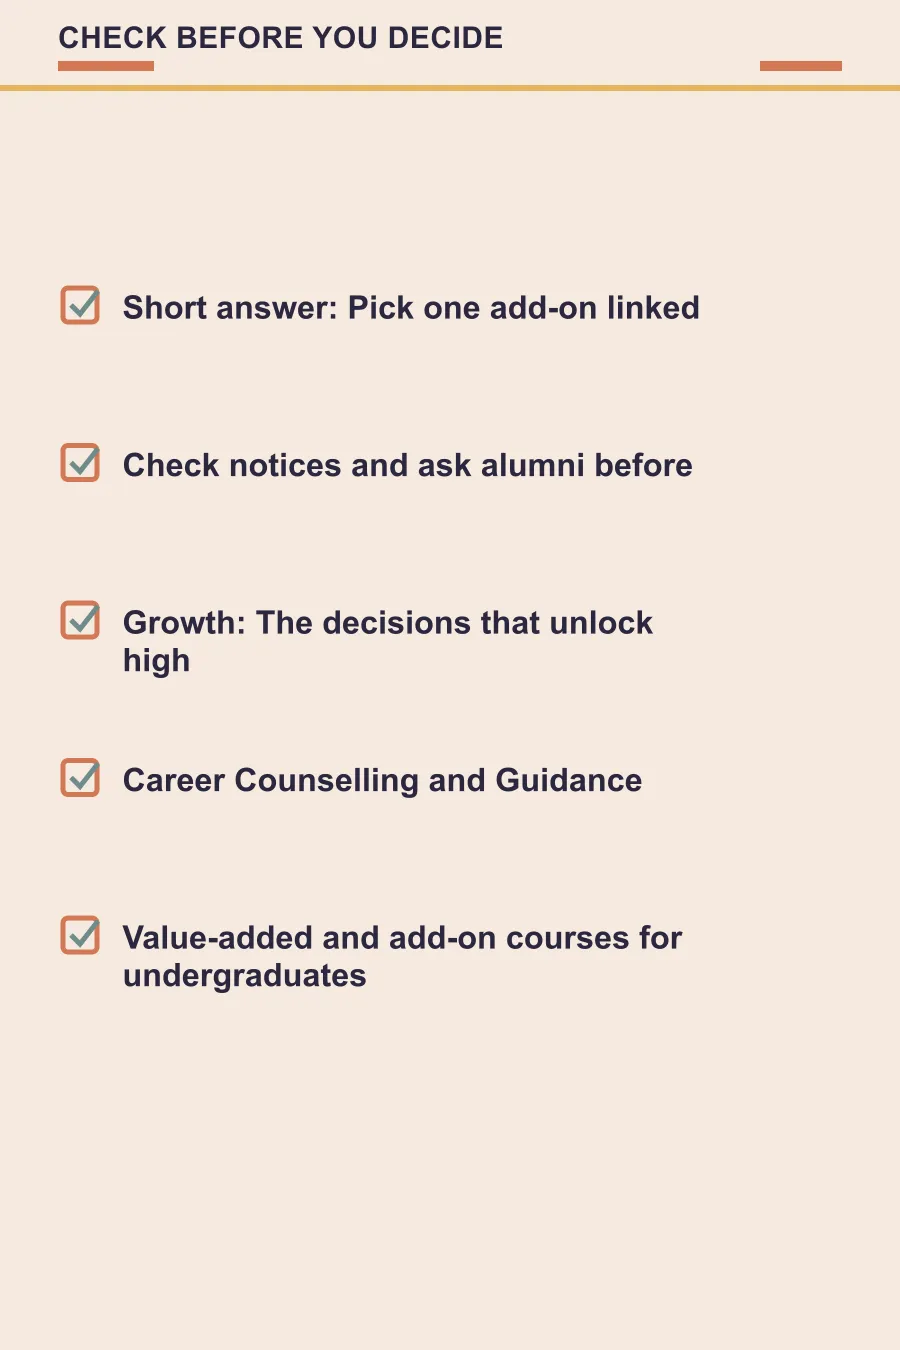 CHECK BEFORE YOU DECIDE
Short answer: Pick one add-on linked
Check notices and ask alumni before
Growth: The decisions that unlock
high
Career Counselling and Guidance
Value-added and add-on courses for
undergraduates